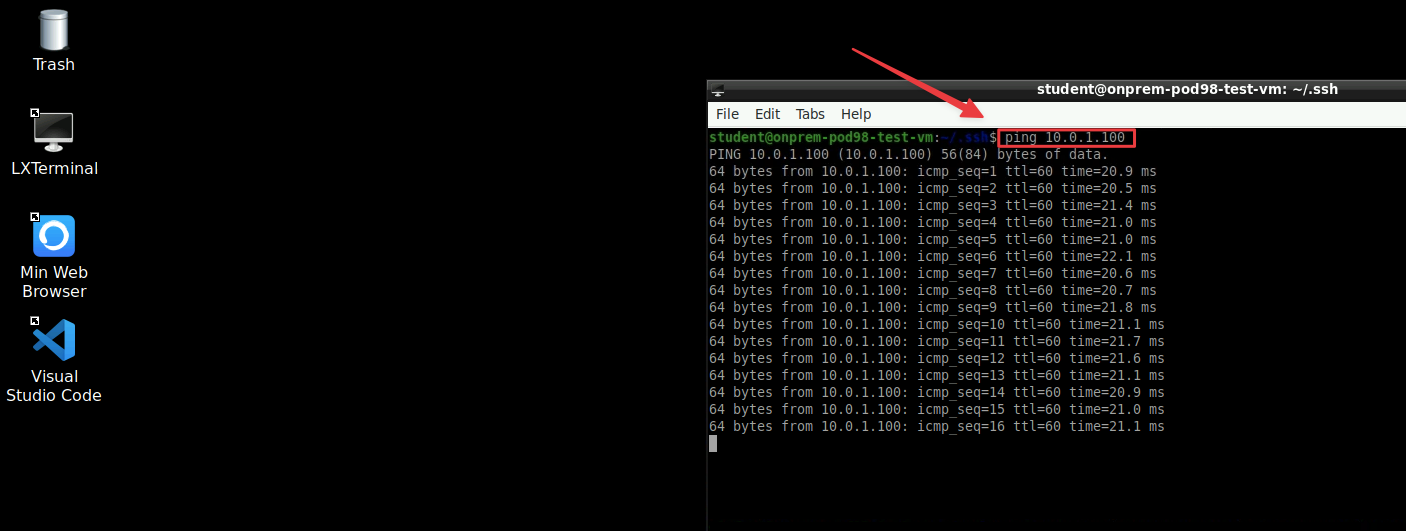 Trash
LXTerminal
Min Web
Browser
Visual
Studio Code
student@onprem-pod98-test-vm: ~/.ssh
File Edit Tabs Help
student@onprem-pod98-test-vm:~/.ssh$ ping 10.0.1.100
PING 10.0.1.100 (10.0.1.100) 56(84) bytes of data.
64 bytes from 10.0.1.100: icmp_seq=1 ttl=60 time=20.9 ms
64 bytes from 10.0.1.100: icmp_seq=2 ttl=60 time=20.5 ms
64 bytes from 10.0.1.100: icmp_seq=3 ttl=60 time=21.4 ms
64 bytes from 10.0.1.100: icmp_seq=4 ttl=60 time=21.0 ms
64 bytes from 10.0.1.100: icmp_seq=5 ttl=60 time=21.0 ms
64 bytes from 10.0.1.100: icmp_seq=6 ttl=60 time=22.1 ms
64 bytes from 10.0.1.100: icmp_seq=7 ttl=60 time=20.6 ms
64 bytes from 10.0.1.100: icmp_seq=8 ttl=60 time=20.7 ms
64 bytes from 10.0.1.100: icmp_seq=9 ttl=60 time=21.8 ms
64 bytes from 10.0.1.100: icmp_seq=10 ttl=60 time=21.1 ms
64 bytes from 10.0.1.100: icmp_seq=11 ttl=60 time=21.7 ms
64 bytes from 10.0.1.100: icmp_seq=12 ttl=60 time=21.6 ms
64 bytes from 10.0.1.100: icmp_seq=13 ttl=60 time=21.1 ms
64 bytes from 10.0.1.100: icmp_seq=14 ttl=60 time=20.9 ms
64 bytes from 10.0.1.100: icmp_seq=15 ttl=60 time=21.0 ms
64 bytes from 10.0.1.100: icmp_seq=16 ttl=60 time=21.1 ms